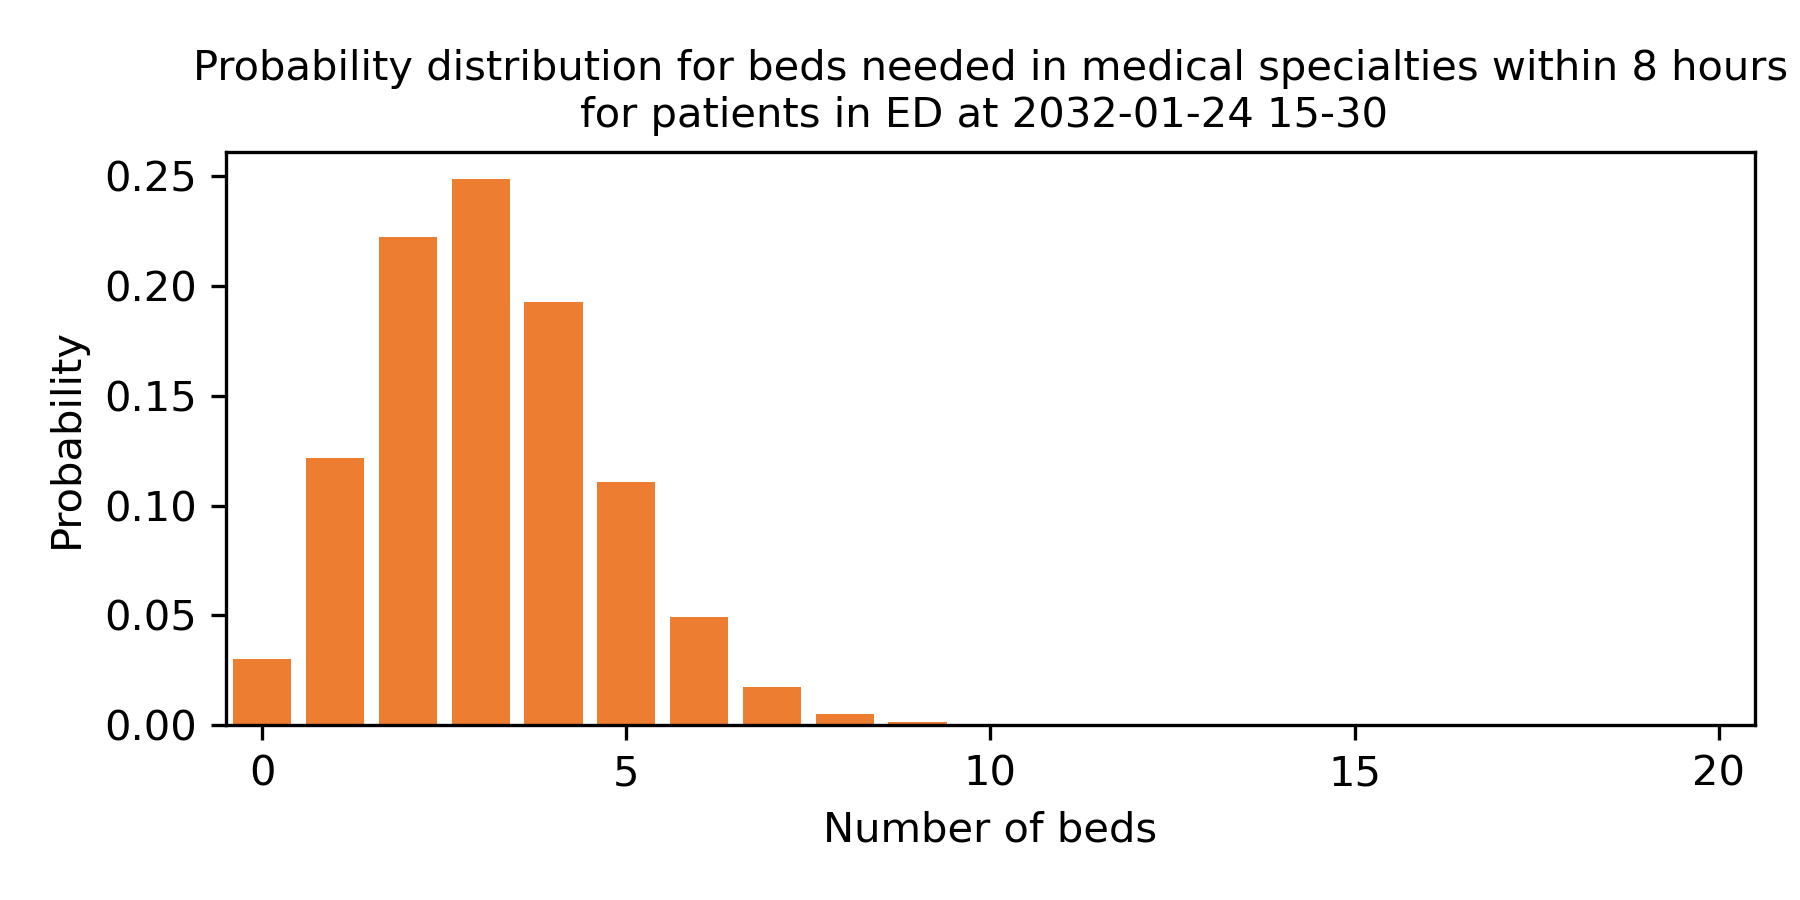 Probability distribution for beds needed in medical specialties within 8 hours
for patients in ED at 2032-01-24 15-30
0.25
0.20
0.15
0.10
0.05
0.00
Probability
0 5 10 15 20
Number of beds